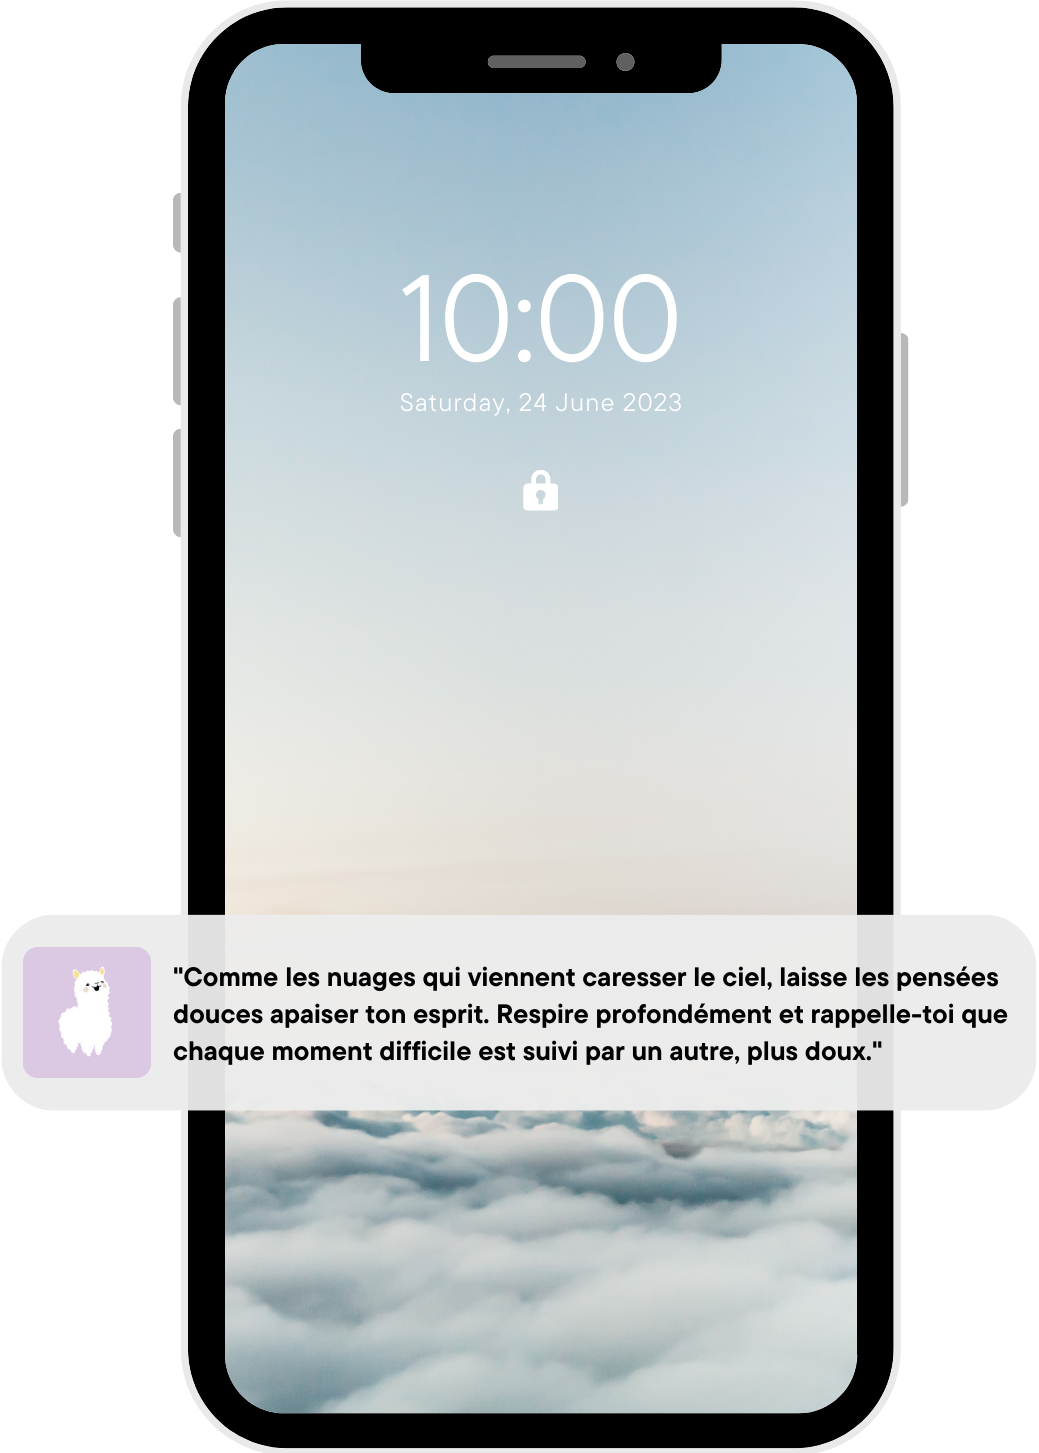 10:00
Saturday, 24 June 2023
"Comme les nuages qui viennent caresser le ciel, laisse les pensées
douces apaiser ton esprit. Respire profondément et rappelle-toi que
chaque moment difficile est suivi par un autre, plus doux."